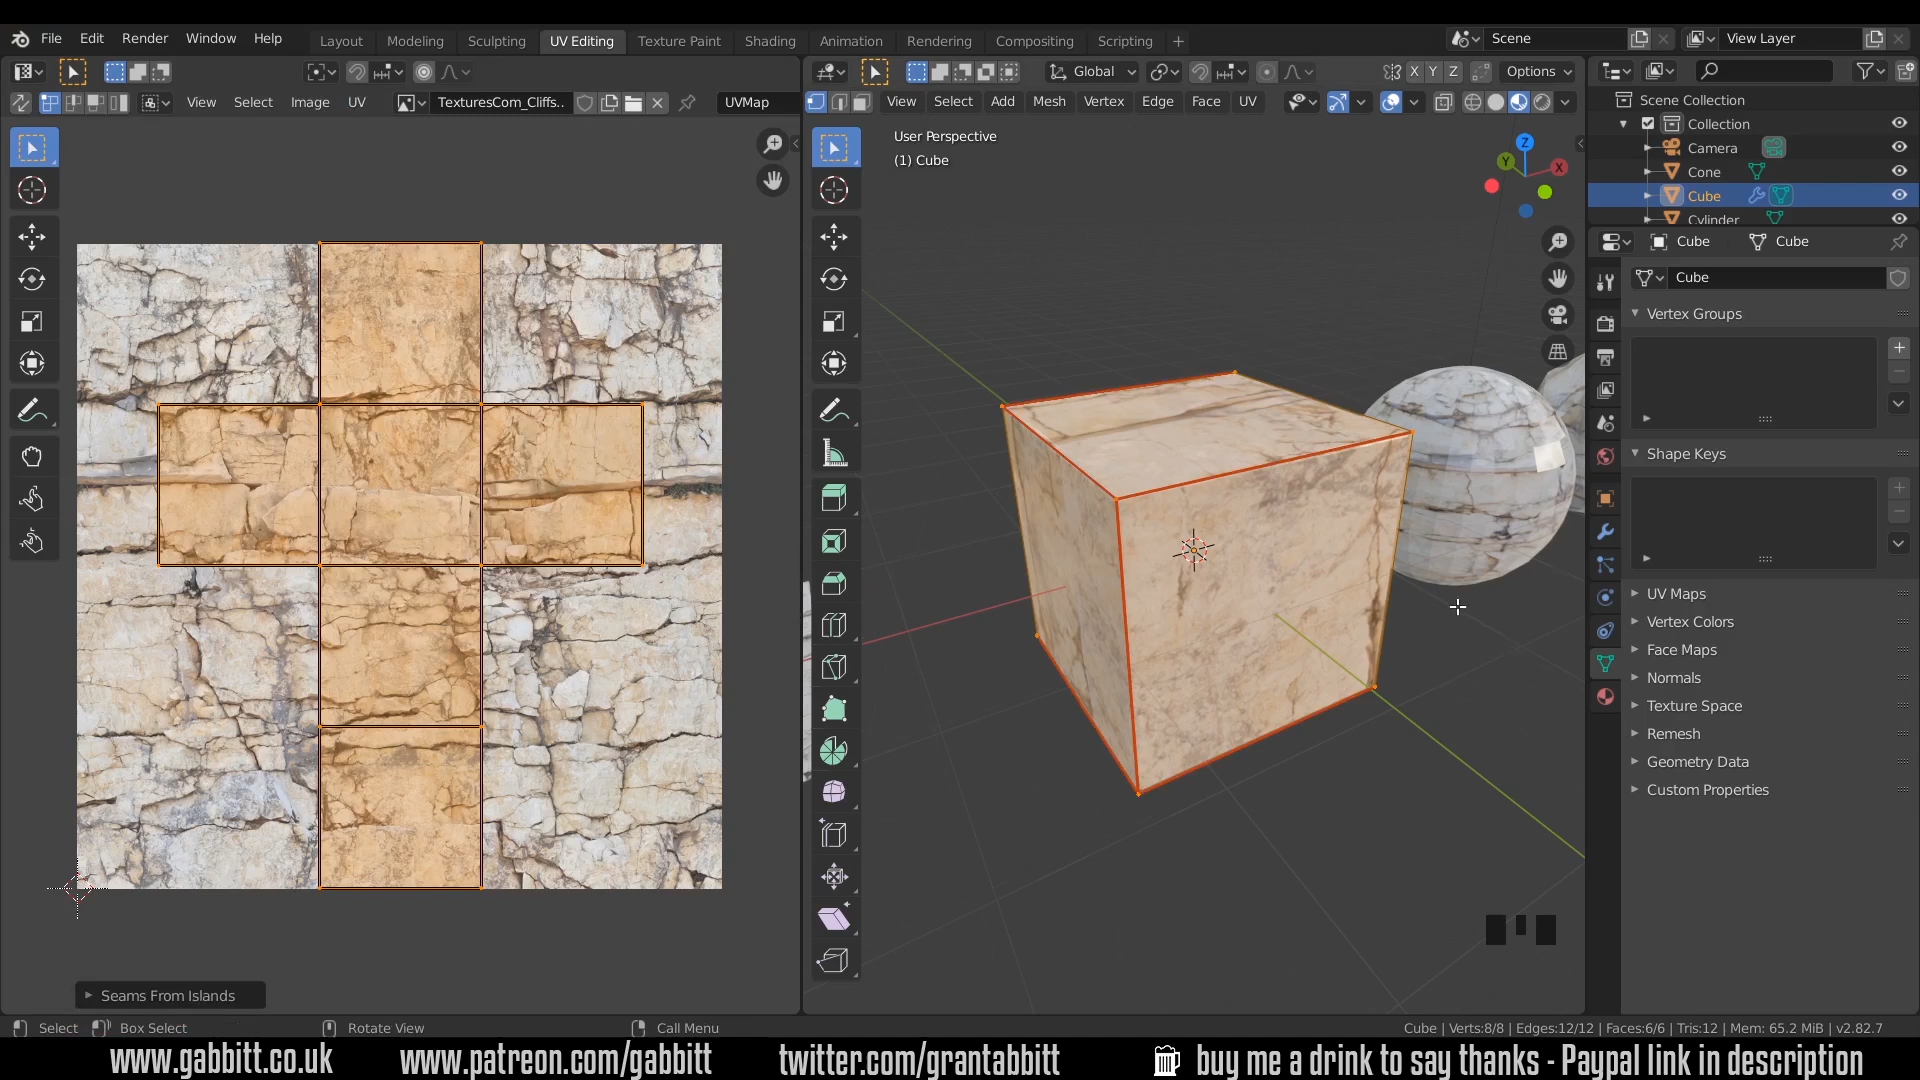 File Edit Render Window Help Layout Modeling Sculpting UV Editing Texture Paint Shading Animation Rendering Compositing Scripting + Scene View Layer
Global X Y Z Options
View Select Image UV TexturesCom_Cliffs.. UVMap
View Select Add Mesh Vertex Edge Face UV
Scene Collection
Collection
Camera
Cone
Cube
Cylinder
User Perspective
(1) Cube
Z
Y
X
Cube Cube
Cube
Vertex Groups
Shape Keys
UV Maps
Vertex Colors
Face Maps
Normals
Texture Space
Remesh
Geometry Data
Custom Properties
Seams From Islands
Select Box Select Rotate View Call Menu
Cube | Verts:8/8 | Edges:12/12 | Faces:6/6 | Tris:12 | Mem: 65.2 MiB | v2.82.7
www.gabbitt.co.uk www.patreon.com/gabbitt twitter.com/grantabbitt buy me a drink to say thanks - Paypal link in description